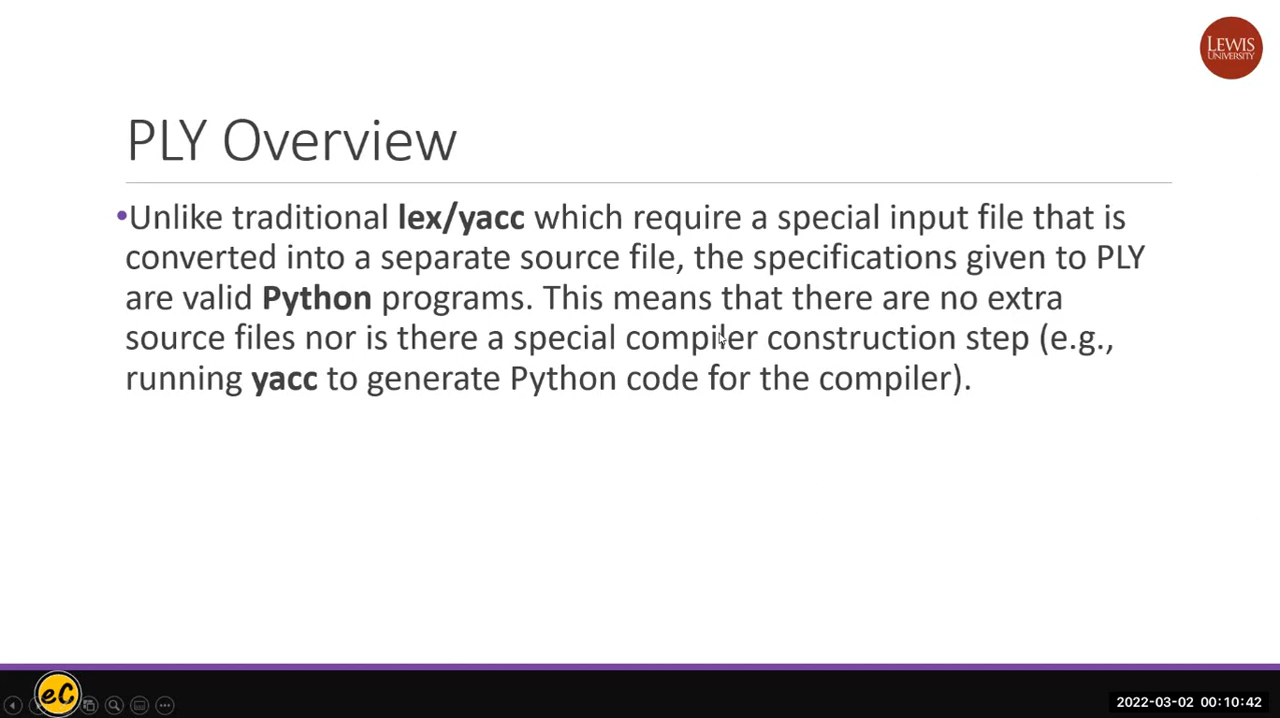 LEWIS
UNIVERSITY
PLY Overview
•Unlike traditional lex/yacc which require a special input file that is
converted into a separate source file, the specifications given to PLY
are valid Python programs. This means that there are no extra
source files nor is there a special compiler construction step (e.g.,
running yacc to generate Python code for the compiler).
eC
2022-03-02 00:10:42